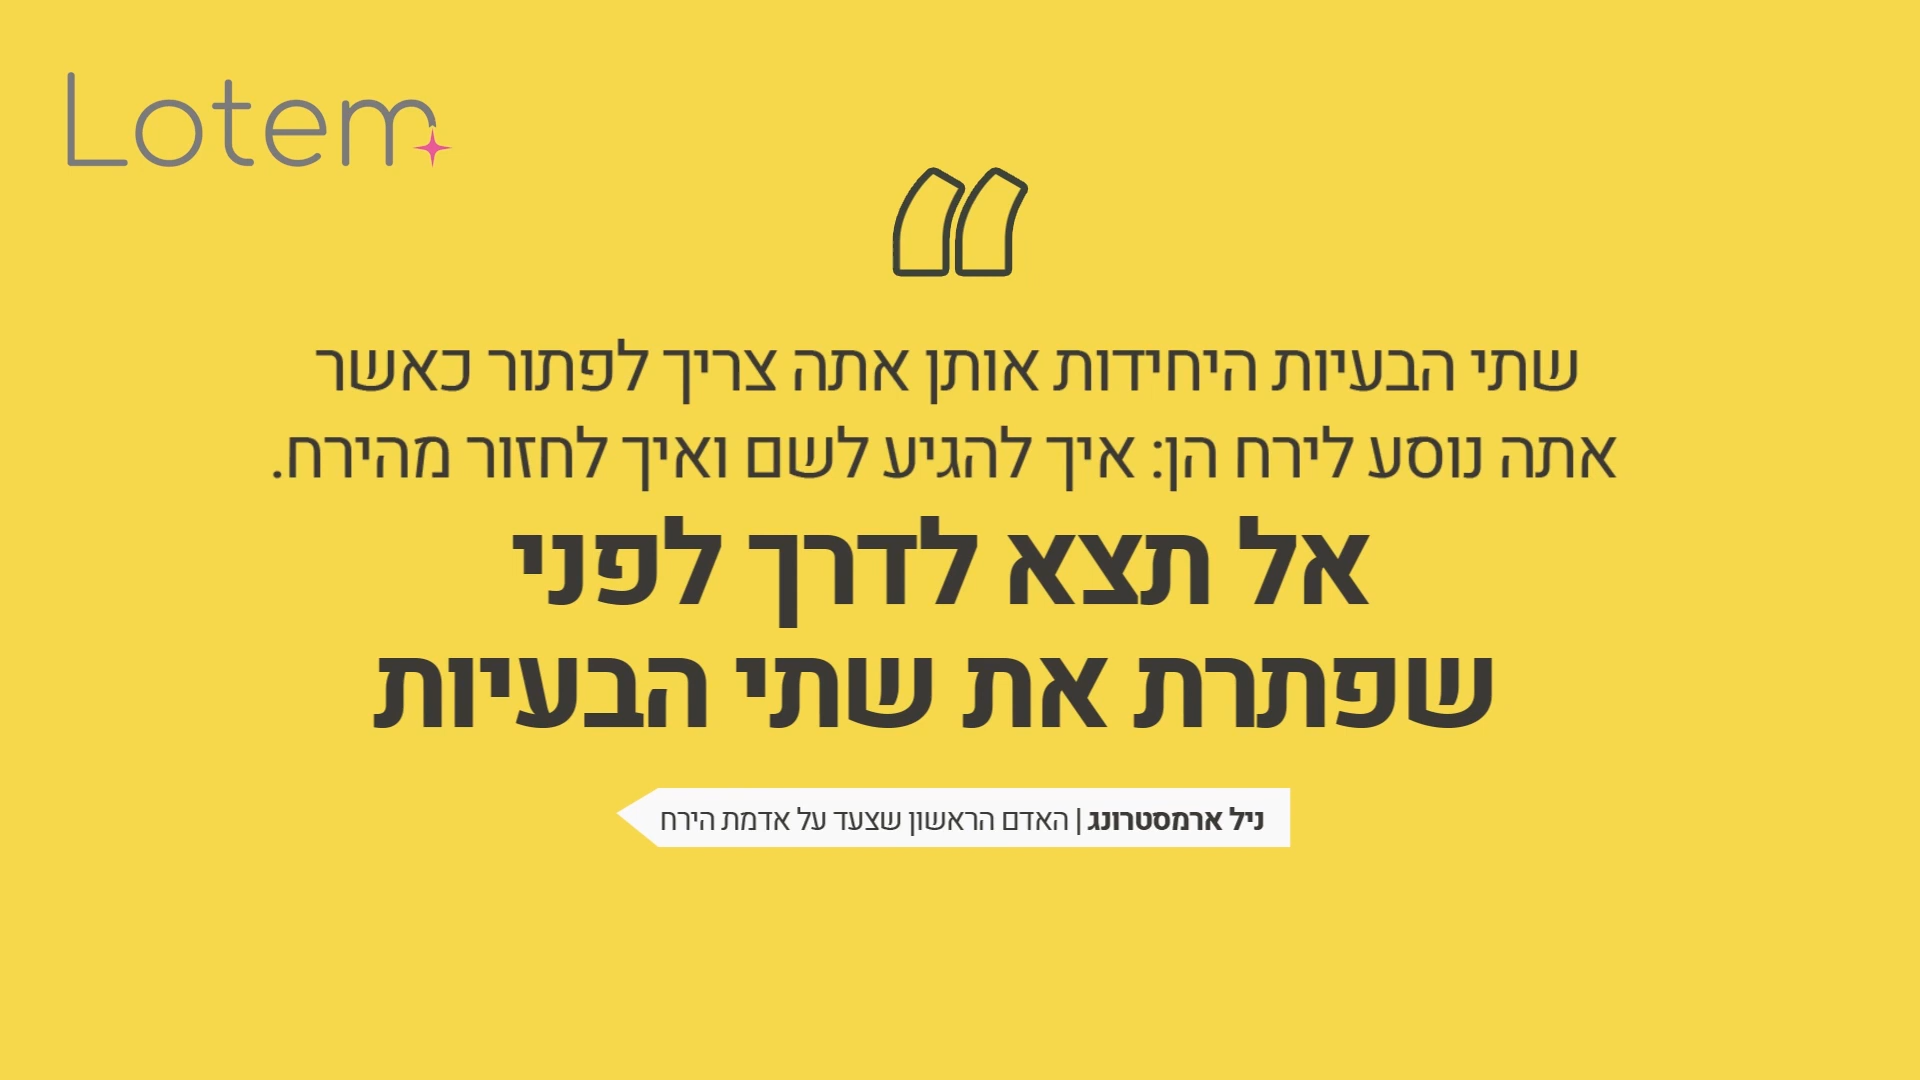 Lotem
שתי הבעיות היחידות אותן אתה צריך לפתור כאשר
אתה נוסע לירח הן: איך להגיע לשם ואיך לחזור מהירח.
אל תצא לדרך לפני
שפתרת את שתי הבעיות
ניל ארמסטרונג | האדם הראשון שצעד על אדמת הירח